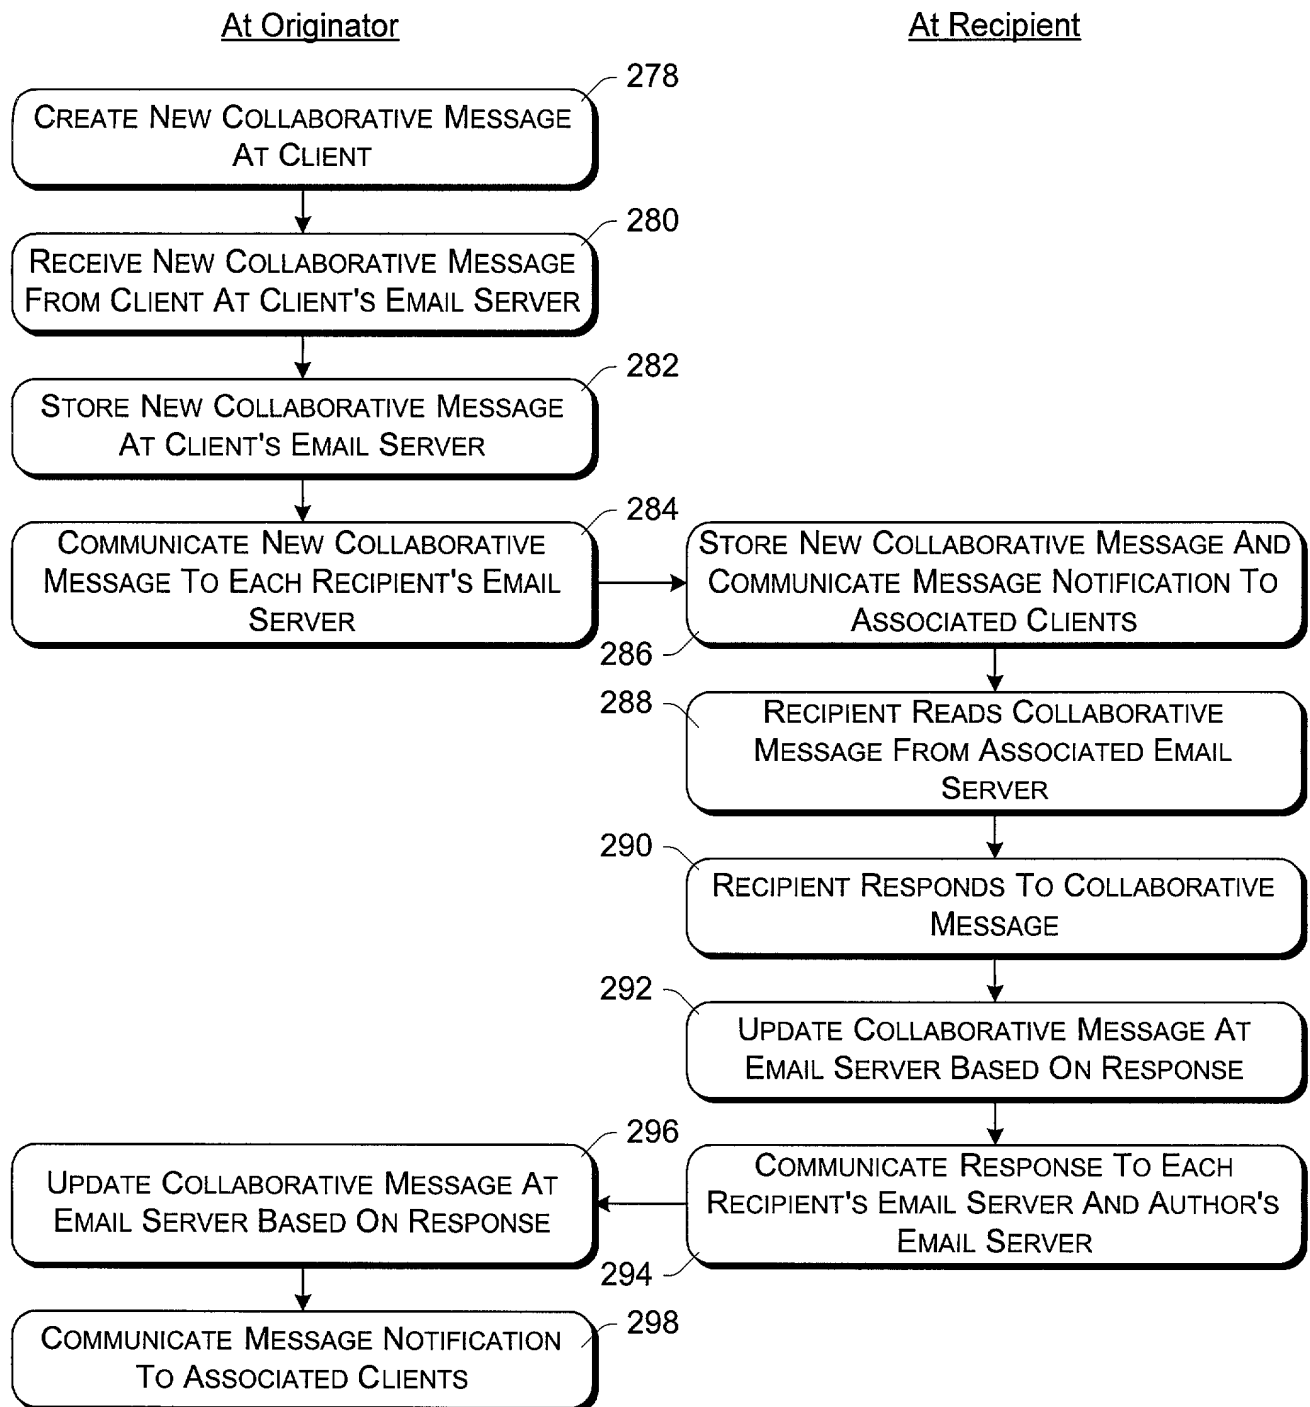 At Originator
At Recipient
278
CREATE NEW COLLABORATIVE MESSAGE
AT CLIENT
280
RECEIVE NEW COLLABORATIVE MESSAGE
FROM CLIENT AT CLIENT'S EMAIL SERVER
282
STORE NEW COLLABORATIVE MESSAGE
AT CLIENT'S EMAIL SERVER
284
COMMUNICATE NEW COLLABORATIVE
MESSAGE TO EACH RECIPIENT'S EMAIL
SERVER
STORE NEW COLLABORATIVE MESSAGE AND
COMMUNICATE MESSAGE NOTIFICATION TO
ASSOCIATED CLIENTS
286
288
RECIPIENT READS COLLABORATIVE
MESSAGE FROM ASSOCIATED EMAIL
SERVER
290
RECIPIENT RESPONDS TO COLLABORATIVE
MESSAGE
292
UPDATE COLLABORATIVE MESSAGE AT
EMAIL SERVER BASED ON RESPONSE
COMMUNICATE RESPONSE TO EACH
RECIPIENT'S EMAIL SERVER AND AUTHOR'S
EMAIL SERVER
294
296
UPDATE COLLABORATIVE MESSAGE AT
EMAIL SERVER BASED ON RESPONSE
298
COMMUNICATE MESSAGE NOTIFICATION
TO ASSOCIATED CLIENTS